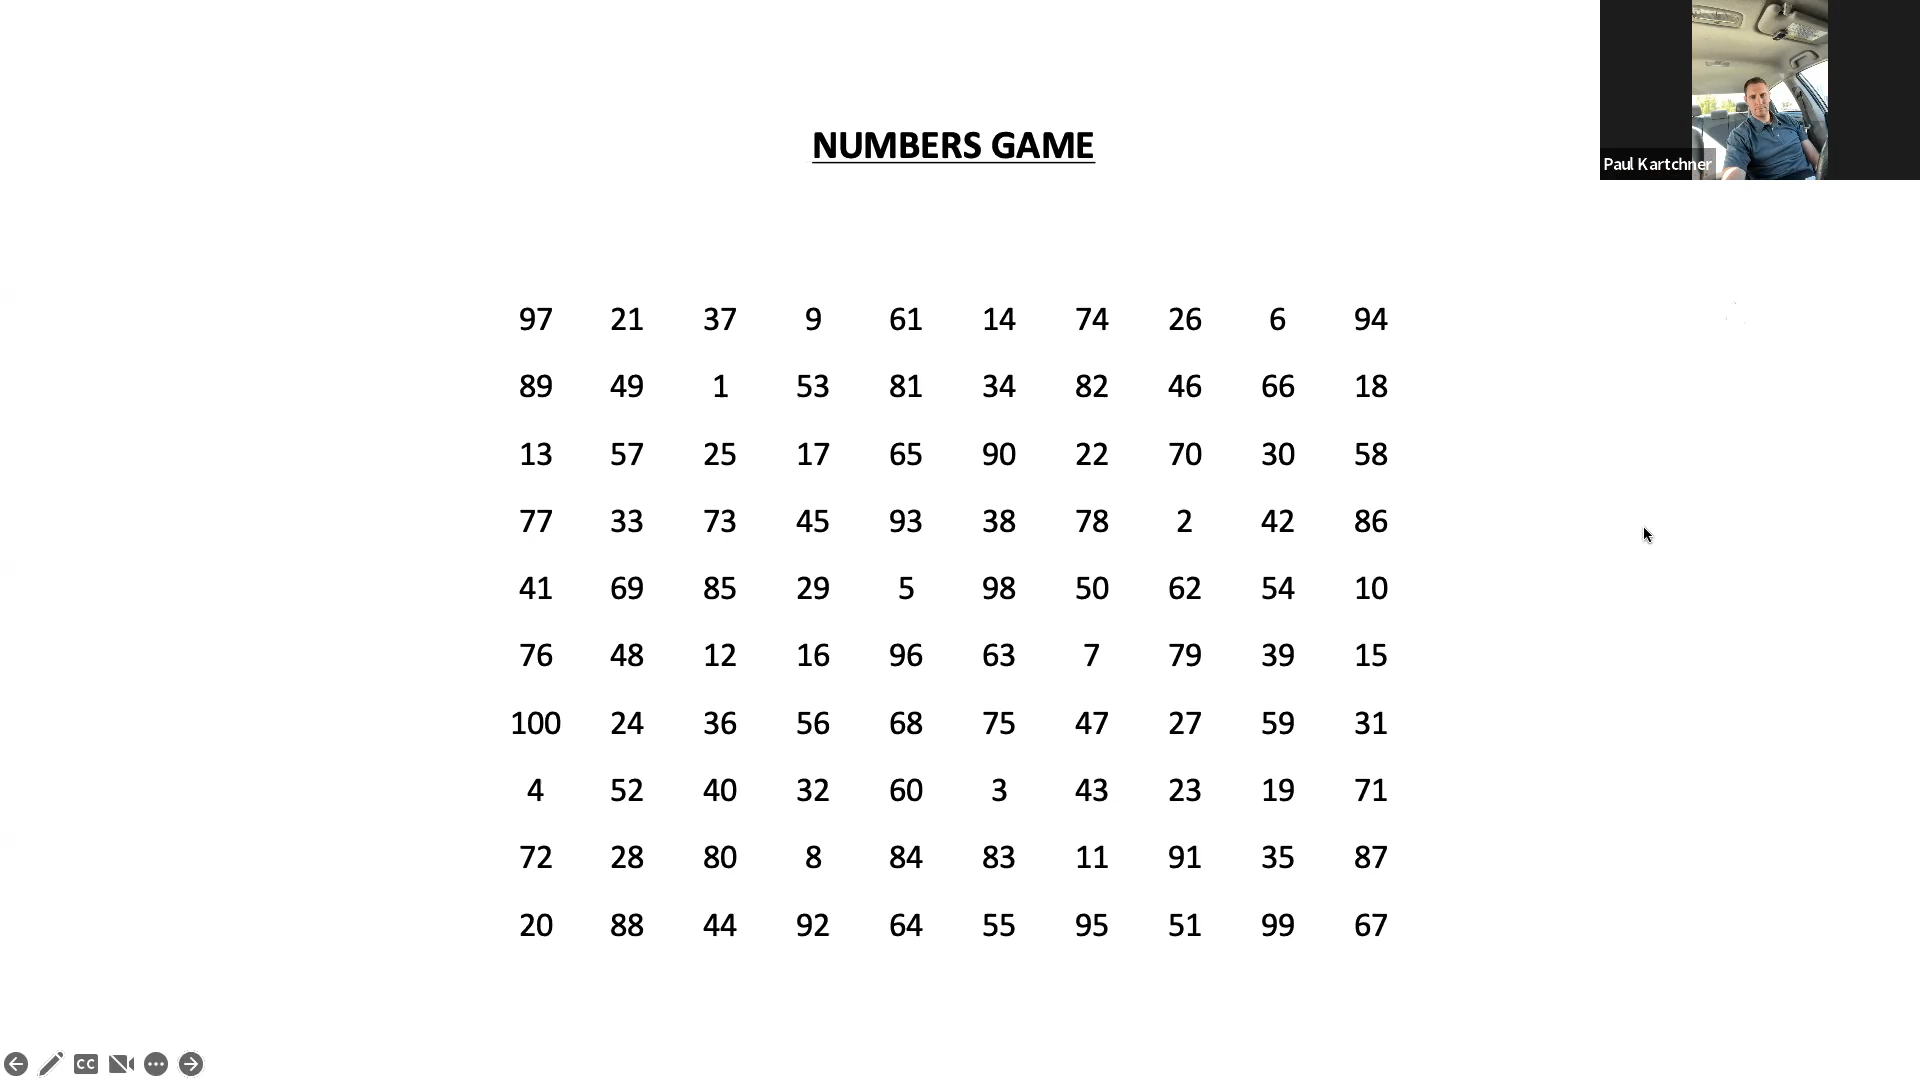 NUMBERS GAME
Paul Kartchner
97 21 37 9 61 14 74 26 6 94
89 49 1 53 81 34 82 46 66 18
13 57 25 17 65 90 22 70 30 58
77 33 73 45 93 38 78 2 42 86
41 69 85 29 5 98 50 62 54 10
76 48 12 16 96 63 7 79 39 15
100 24 36 56 68 75 47 27 59 31
4 52 40 32 60 3 43 23 19 71
72 28 80 8 84 83 11 91 35 87
20 88 44 92 64 55 95 51 99 67
CC